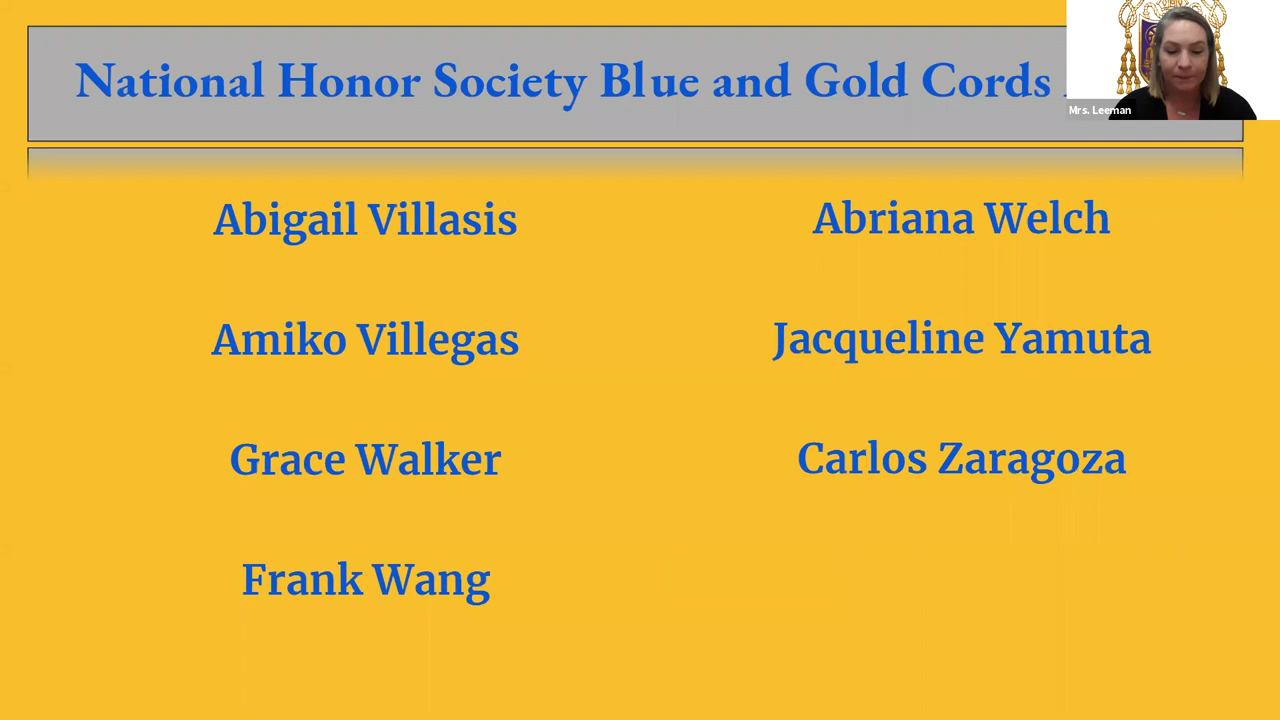 National Honor Society Blue and Gold Cords
Mrs. Leeman
Abigail Villasis
Abriana Welch
Amiko Villegas
Jacqueline Yamuta
Grace Walker
Carlos Zaragoza
Frank Wang